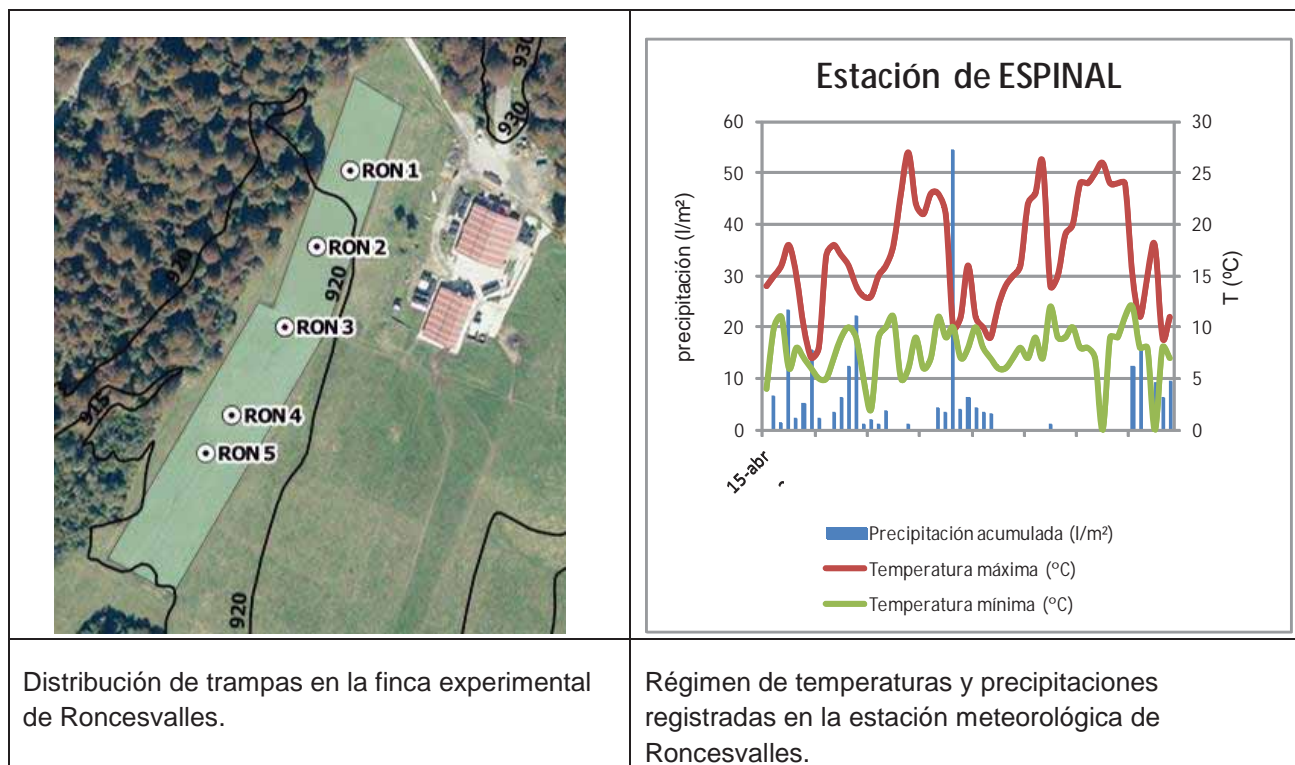 930
930
RON 1
RON 2
920
920
RON 3
915
RON 4
RON 5
920
Distribución de trampas en la finca experimental
de Roncesvalles.
Estación de ESPINAL
precipitación (l/m²)
60
50
40
30
20
10
0
30
25
20
15
10
5
0
T (ºC)
15-abr
Precipitación acumulada (l/m²)
Temperatura máxima (ºC)
Temperatura mínima (ºC)
Régimen de temperaturas y precipitaciones
registradas en la estación meteorológica de
Roncesvalles.